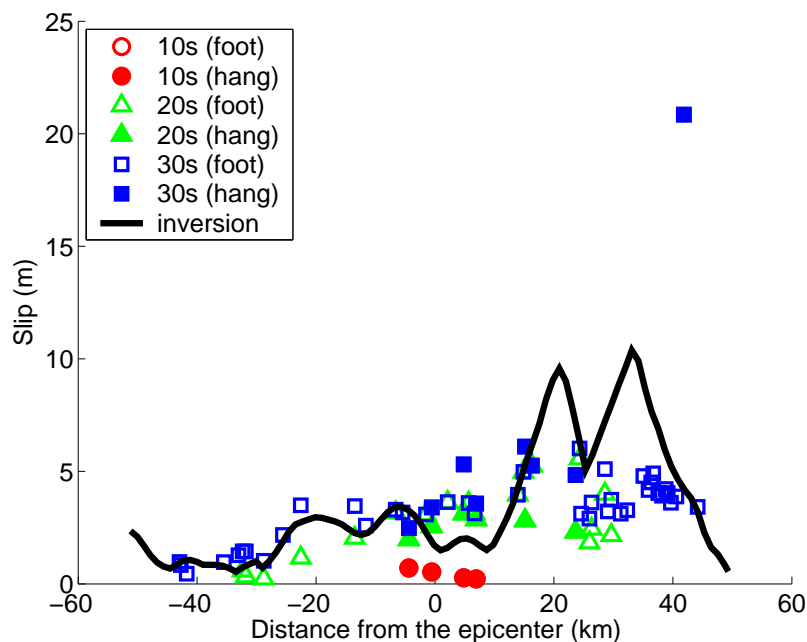 25
20
15
10
5
0
Slip (m)
10s (foot)
10s (hang)
20s (foot)
20s (hang)
30s (foot)
30s (hang)
inversion
−60 −40 −20 0 20 40 60
Distance from the epicenter (km)